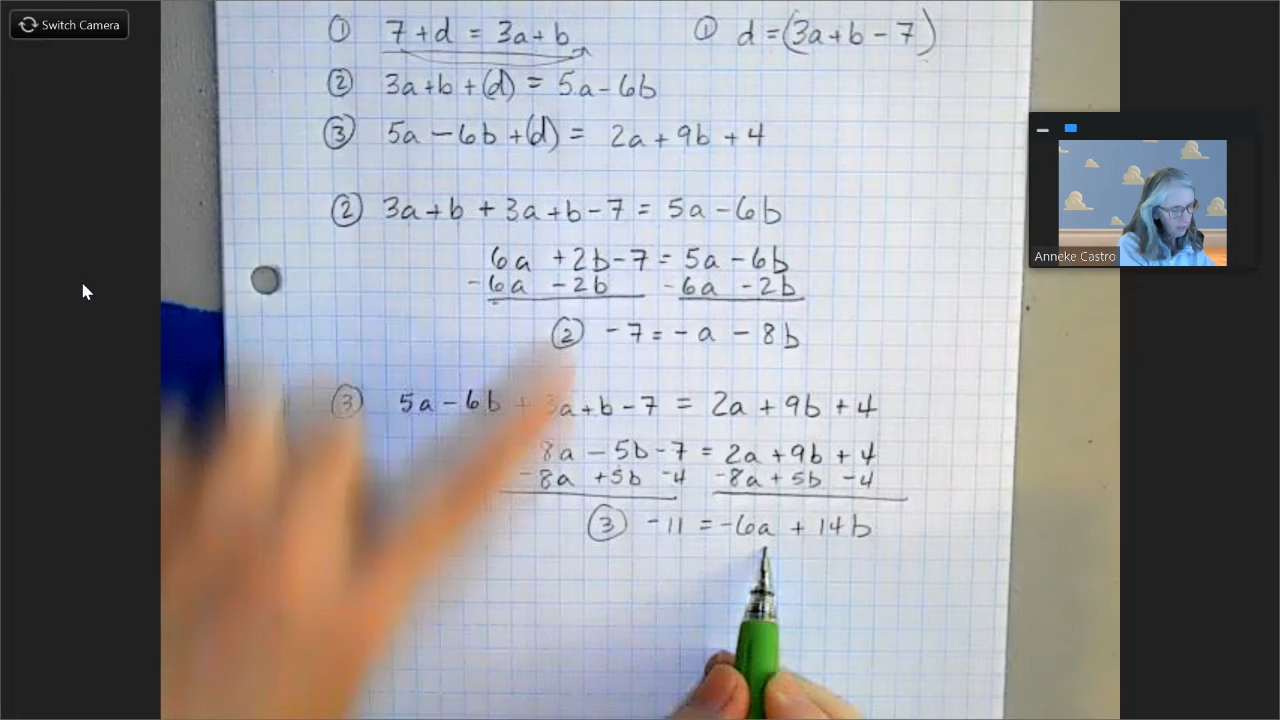 Switch Camera
① 7 + d = 3a + b
① d = (3a + b - 7)
② 3a + b + (d) = 5a - 6b
③ 5a - 6b + (d) = 2a + 9b + 4
② 3a + b + 3a + b - 7 = 5a - 6b
6a + 2b - 7 = 5a - 6b
-6a - 2b -6a - 2b
② -7 = -a - 8b
③ 5a - 6b + 3a + b - 7 = 2a + 9b + 4
8a - 5b - 7 = 2a + 9b + 4
-8a + 5b - 4 -8a + 5b - 4
③ -11 = -6a + 14b
Anneke Castro